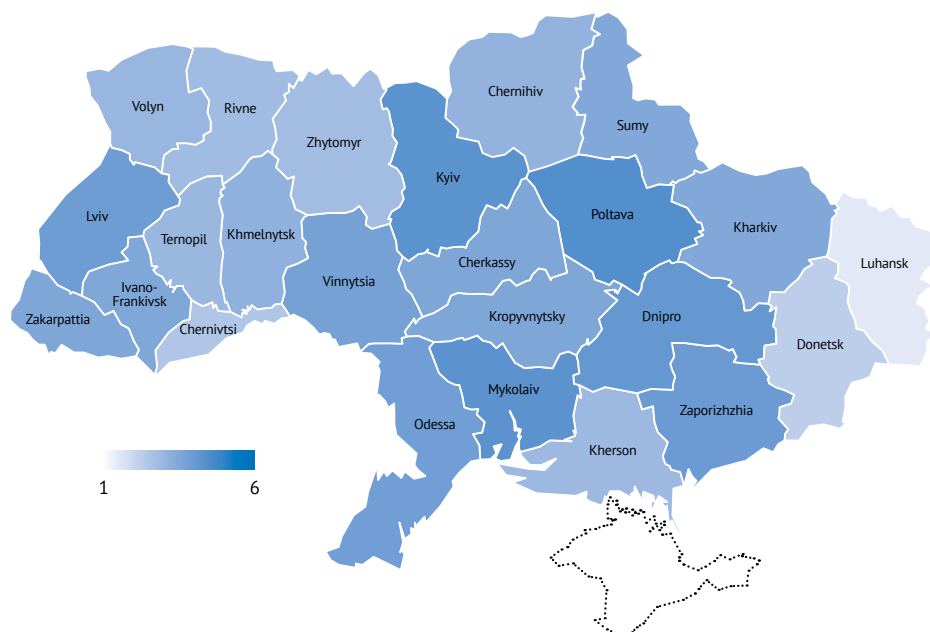 Chernihiv
Volyn
Rivne
Sumy
Zhytomyr
Kyiv
Lviv
Poltava
Kharkiv
Ternopil
Khmelnytsk
Cherkassy
Luhansk
Vinnytsia
Ivano-
Frankivsk
Zakarpattia
Chernivtsi
Kropyvnytsky
Dnipro
Donetsk
Mykolaiv
Zaporizhzhia
Odessa
Kherson
1
6